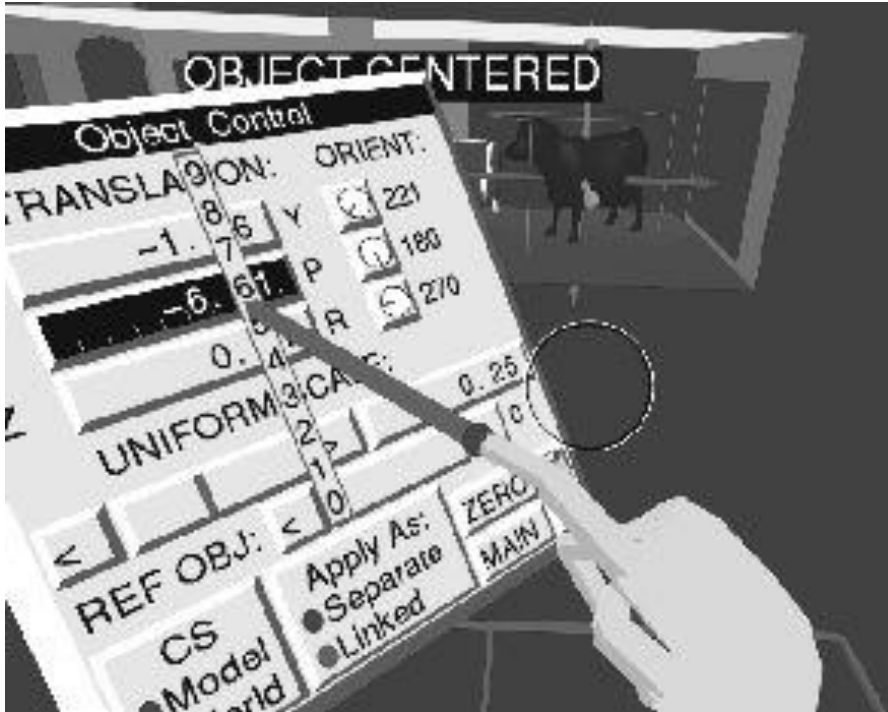 OBJECT CENTERED
Object Control
TRANSLATION:
ORIENT:
-1. 6
Y
221
-6. 1.
P
180
0.
R
270
9
8
7
6
5
4
3
2
1
0
UNIFORM SCALE:
< > 0.25
REF OBJ: < 0
CS
Model
World
Apply As:
Separate
Linked
ZERO
MAIN